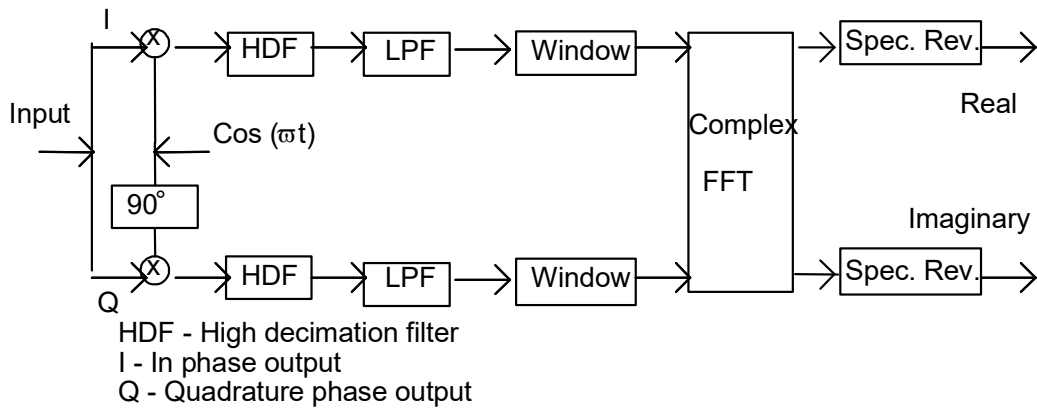 I
X
HDF
LPF
Window
Spec. Rev.
Real
Input
Cos (ϖt)
Complex
FFT
90°
Imaginary
X
HDF
LPF
Window
Spec. Rev.
Q
HDF - High decimation filter
I - In phase output
Q - Quadrature phase output